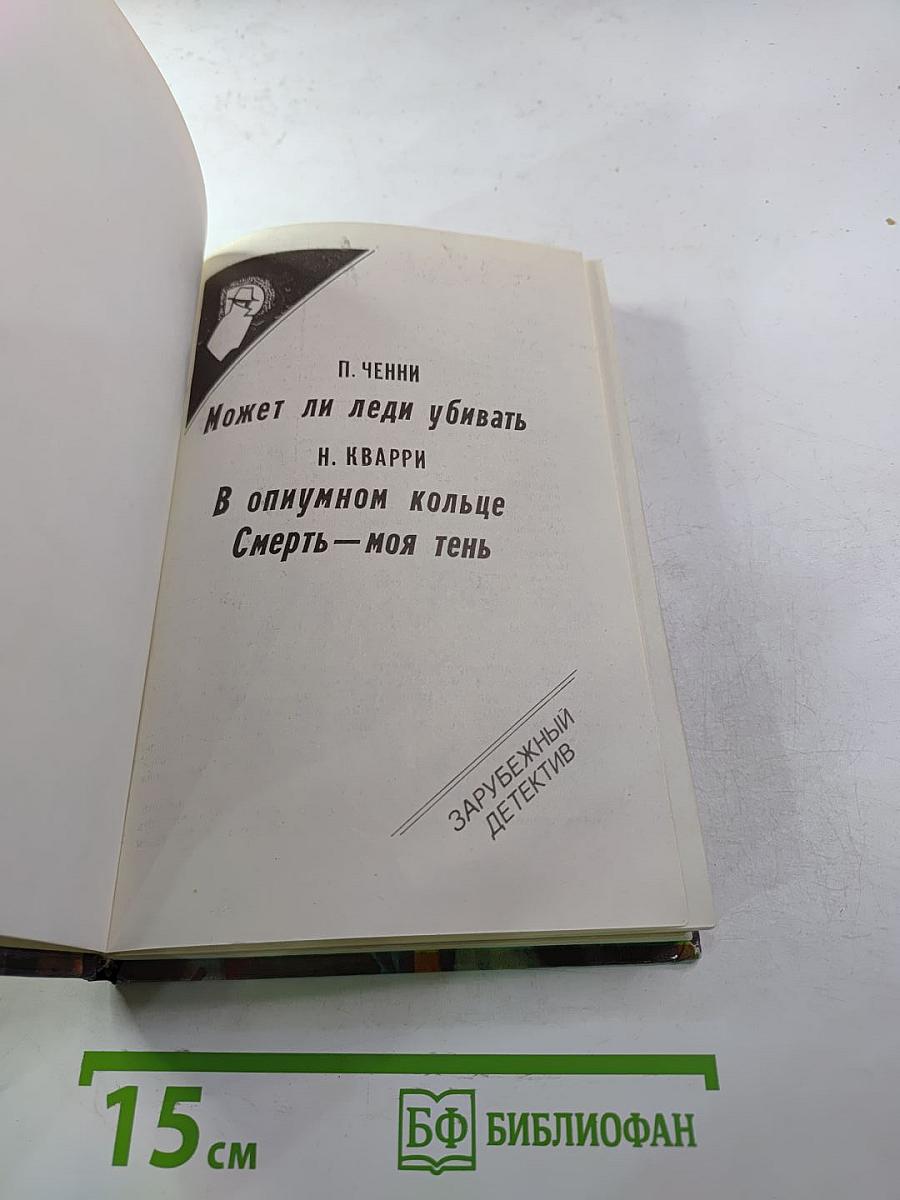 П. ЧЕННИ
Может ли леди убивать
Н. КВАРРИ
В опиумном кольце
Смерть — моя тень
ЗАРУБЕЖНЫЙ
ДЕТЕКТИВ
15 см
БФ БИБЛИОФАН